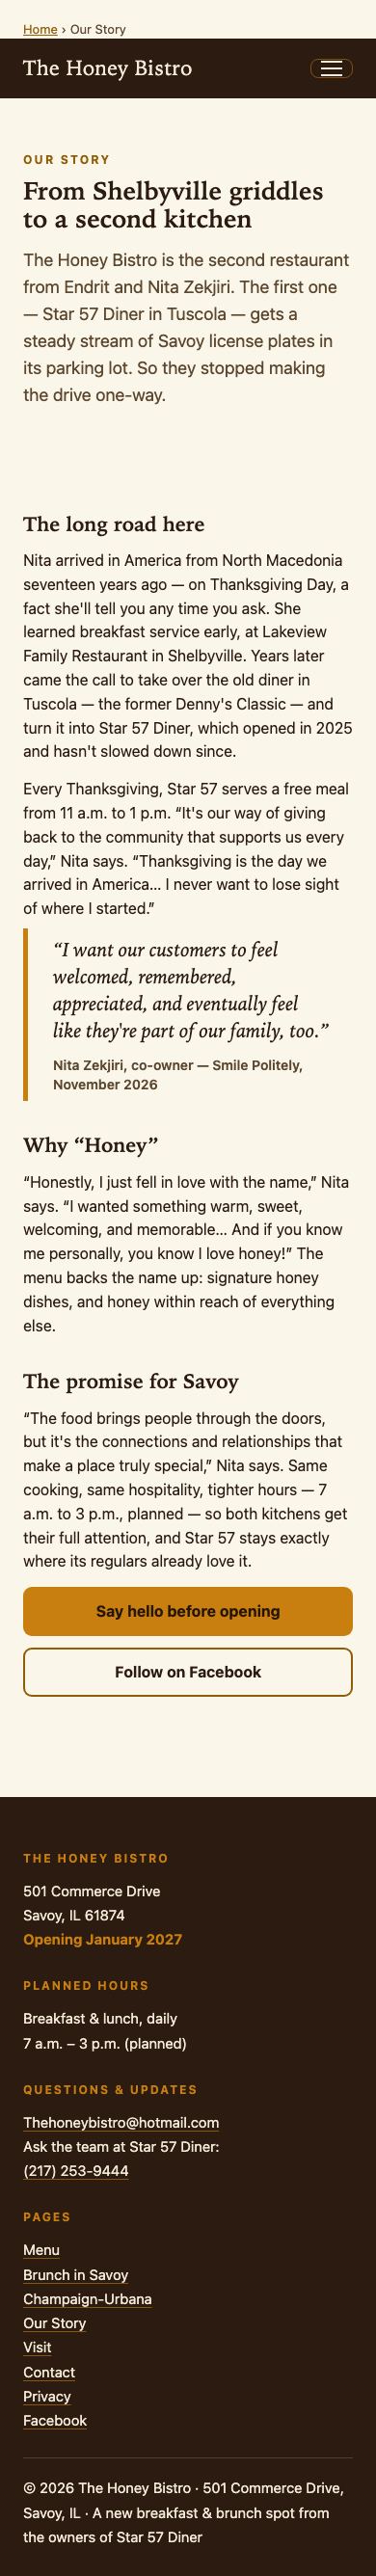 Home › Our Story
The Honey Bistro
OUR STORY
From Shelbyville griddles
to a second kitchen
The Honey Bistro is the second restaurant
from Endrit and Nita Zekjiri. The first one
— Star 57 Diner in Tuscola — gets a
steady stream of Savoy license plates in
its parking lot. So they stopped making
the drive one-way.
The long road here
Nita arrived in America from North Macedonia
seventeen years ago — on Thanksgiving Day, a
fact she'll tell you any time you ask. She
learned breakfast service early, at Lakeview
Family Restaurant in Shelbyville. Years later
came the call to take over the old diner in
Tuscola — the former Denny's Classic — and
turn it into Star 57 Diner, which opened in 2025
and hasn't slowed down since.
Every Thanksgiving, Star 57 serves a free meal
from 11 a.m. to 1 p.m. “It's our way of giving
back to the community that supports us every
day,” Nita says. “Thanksgiving is the day we
arrived in America… I never want to lose sight
of where I started.”
“I want our customers to feel
welcomed, remembered,
appreciated, and eventually feel
like they're part of our family, too.”
Nita Zekjiri, co-owner — Smile Politely,
November 2026
Why “Honey”
“Honestly, I just fell in love with the name,” Nita
says. “I wanted something warm, sweet,
welcoming, and memorable… And if you know
me personally, you know I love honey!” The
menu backs the name up: signature honey
dishes, and honey within reach of everything
else.
The promise for Savoy
“The food brings people through the doors,
but it's the connections and relationships that
make a place truly special,” Nita says. Same
cooking, same hospitality, tighter hours — 7
a.m. to 3 p.m., planned — so both kitchens get
their full attention, and Star 57 stays exactly
where its regulars already love it.
Say hello before opening
Follow on Facebook
THE HONEY BISTRO
501 Commerce Drive
Savoy, IL 61874
Opening January 2027
PLANNED HOURS
Breakfast & lunch, daily
7 a.m. – 3 p.m. (planned)
QUESTIONS & UPDATES
Thehoneybistro@hotmail.com
Ask the team at Star 57 Diner:
(217) 253-9444
PAGES
Menu
Brunch in Savoy
Champaign-Urbana
Our Story
Visit
Contact
Privacy
Facebook
© 2026 The Honey Bistro · 501 Commerce Drive,
Savoy, IL · A new breakfast & brunch spot from
the owners of Star 57 Diner